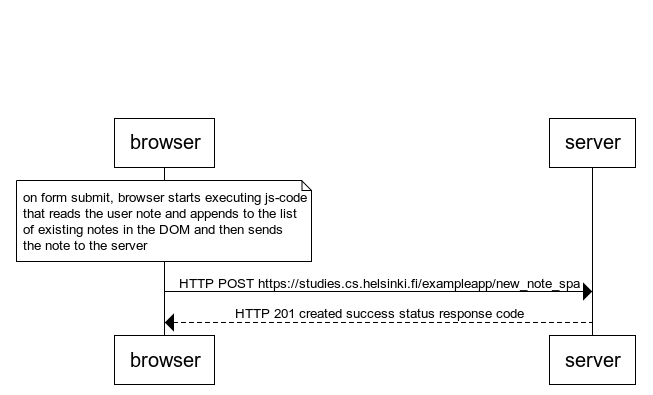 browser
server
on form submit, browser starts executing js-code
that reads the user note and appends to the list
of existing notes in the DOM and then sends
the note to the server
HTTP POST https://studies.cs.helsinki.fi/exampleapp/new_note_spa
HTTP 201 created success status response code
browser
server